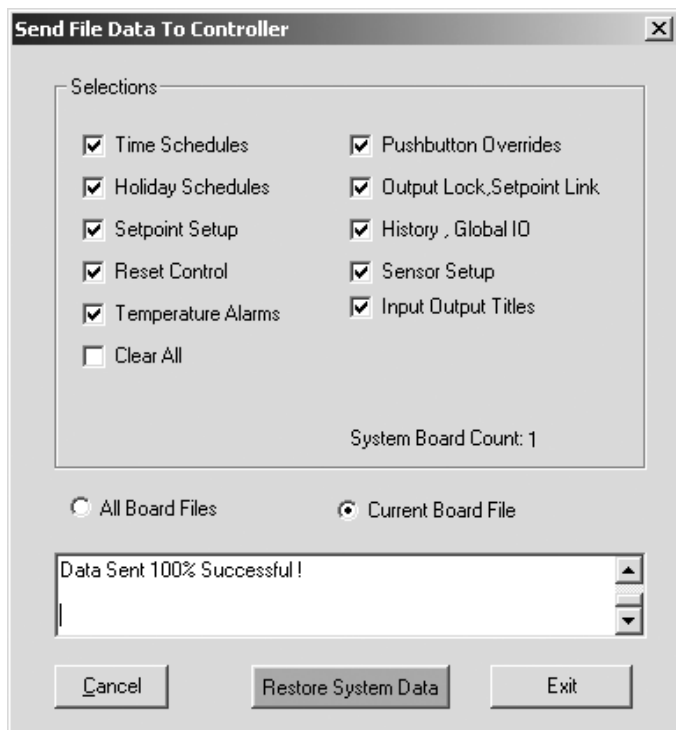 Send File Data To Controller
Selections
Time Schedules
Holiday Schedules
Setpoint Setup
Reset Control
Temperature Alarms
Clear All
Pushbutton Overrides
Output Lock,Setpoint Link
History , Global IO
Sensor Setup
Input Output Titles
System Board Count: 1
All Board Files
Current Board File
Data Sent 100% Successful !
Cancel
Restore System Data
Exit